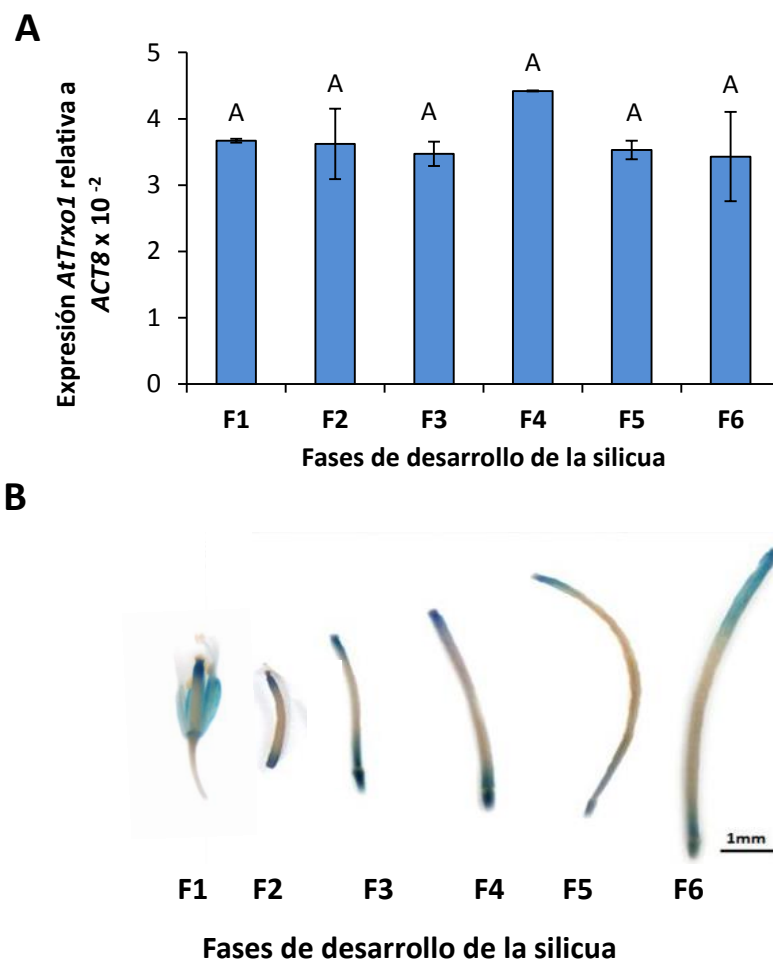 A
Expresión AtTrxo1 relativa a
ACT8 x 10 -2
5
4
3
2
1
0
A
A
A
A
A
A
F1
F2
F3
F4
F5
F6
Fases de desarrollo de la silicua
B
1mm
F1
F2
F3
F4
F5
F6
Fases de desarrollo de la silicua